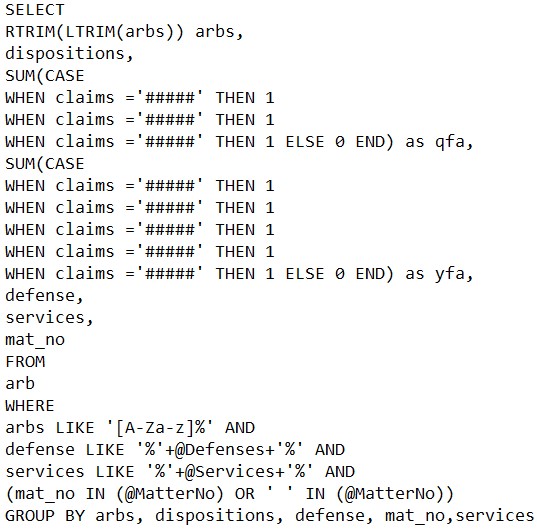 SELECT
RTRIM(LTRIM(arbs)) arbs,
dispositions,
SUM(CASE
WHEN claims ='#####' THEN 1
WHEN claims ='#####' THEN 1
WHEN claims ='#####' THEN 1 ELSE 0 END) as qfa,
SUM(CASE
WHEN claims ='#####' THEN 1
WHEN claims ='#####' THEN 1
WHEN claims ='#####' THEN 1
WHEN claims ='#####' THEN 1
WHEN claims ='#####' THEN 1 ELSE 0 END) as yfa,
defense,
services,
mat_no
FROM
arb
WHERE
arbs LIKE '[A-Za-z]%' AND
defense LIKE '%'+@Defenses+'%' AND
services LIKE '%'+@Services+'%' AND
(mat_no IN (@MatterNo) OR ' ' IN (@MatterNo))
GROUP BY arbs, dispositions, defense, mat_no,services